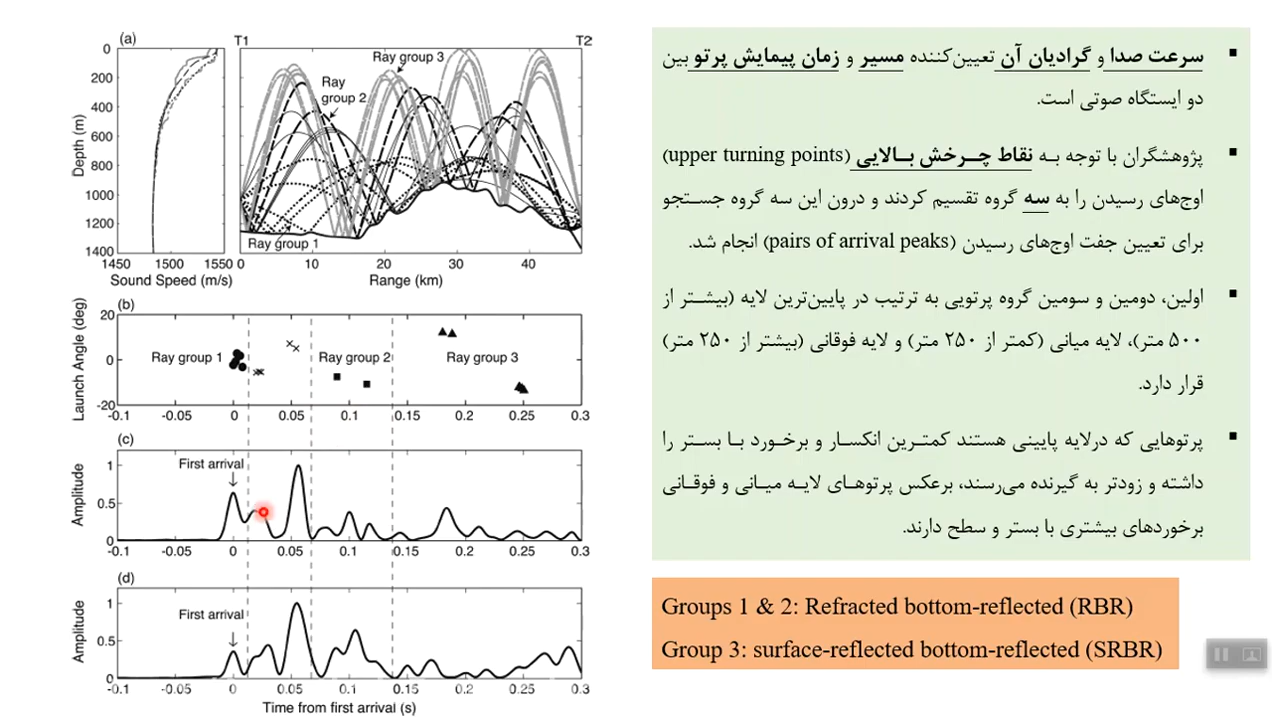 (a)
T1
T2
Ray group 3
Ray
group 2
Ray group 1
Depth (m)
0
200
400
600
800
1000
1200
1400
1450 1500 1550
Sound Speed (m/s)
0 10 20 30 40
Range (km)
(b)
Launch Angle (deg)
20
0
-20
Ray group 1
Ray group 2
Ray group 3
-0.1 -0.05 0 0.05 0.1 0.15 0.2 0.25 0.3
(c)
Amplitude
1
0.5
0
First arrival
-0.1 -0.05 0 0.05 0.1 0.15 0.2 0.25 0.3
(d)
Amplitude
1
0.5
0
First arrival
-0.1 -0.05 0 0.05 0.1 0.15 0.2 0.25 0.3
Time from first arrival (s)
▪ سرعت صدا و گرادیان آن تعیین‌کننده مسیر و زمان پیمایش پرتو بین
دو ایستگاه صوتی است.
▪ پژوهشگران با توجه به نقاط چرخش بالایی (upper turning points)
اوج‌های رسیدن را به سه گروه تقسیم کردند و درون این سه گروه جستجو
برای تعیین جفت اوج‌های رسیدن (pairs of arrival peaks) انجام شد.
▪ اولین، دومین و سومین گروه پرتویی به ترتیب در پایین‌ترین لایه (بیشتر از
۵۰۰ متر)، لایه میانی (کمتر از ۲۵۰ متر) و لایه فوقانی (بیشتر از ۲۵۰ متر)
قرار دارد.
▪ پرتوهایی که درلایه پایینی هستند کمترین انکسار و برخورد با بستر را
داشته و زودتر به گیرنده می‌رسند، برعکس پرتوهای لایه میانی و فوقانی
برخوردهای بیشتری با بستر و سطح دارند.
Groups 1 & 2: Refracted bottom-reflected (RBR)
Group 3: surface-reflected bottom-reflected (SRBR)